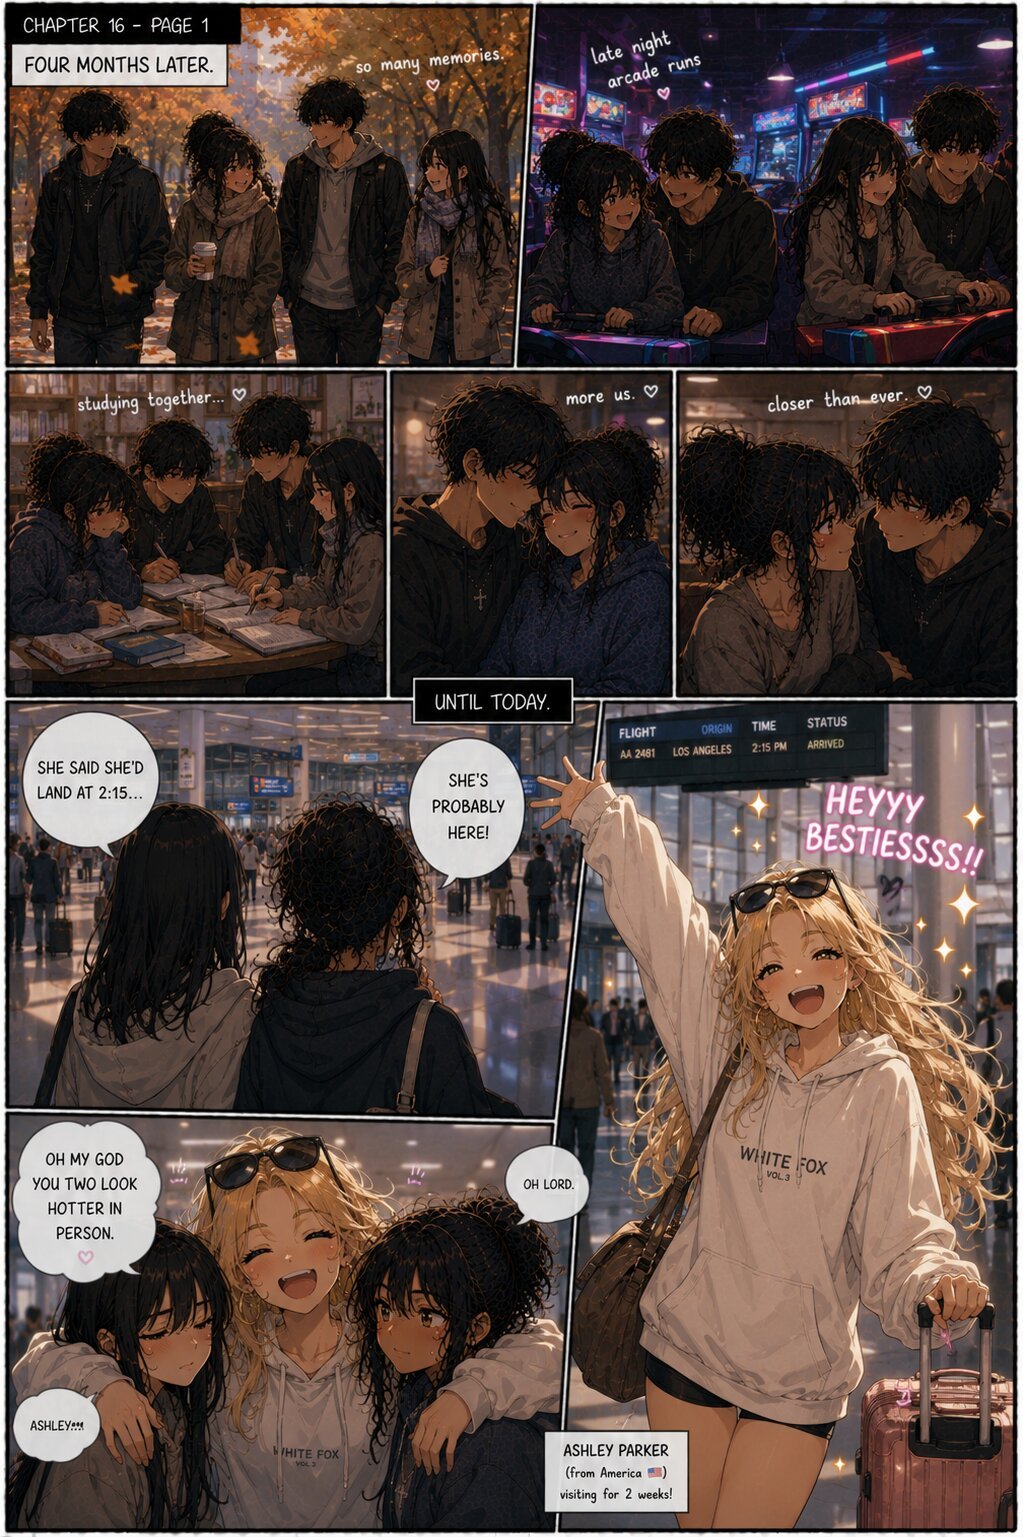 CHAPTER 16 - PAGE 1
FOUR MONTHS LATER.
so many memories. ♡
late night
arcade runs
♡
studying together... ♡
more us. ♡
closer than ever. ♡
UNTIL TODAY.
SHE SAID SHE'D
LAND AT 2:15...
SHE'S
PROBABLY
HERE!
FLIGHT ORIGIN TIME STATUS
AA 2461 LOS ANGELES 2:15 PM ARRIVED
HEYYY
BESTIESSSS!!
WHITE FOX
VOL.3
OH MY GOD
YOU TWO LOOK
HOTTER IN
PERSON.
♡
OH LORD.
ASHLEY...
WHITE FOX
VOL.3
ASHLEY PARKER
(from America 🇺🇸)
visiting for 2 weeks!